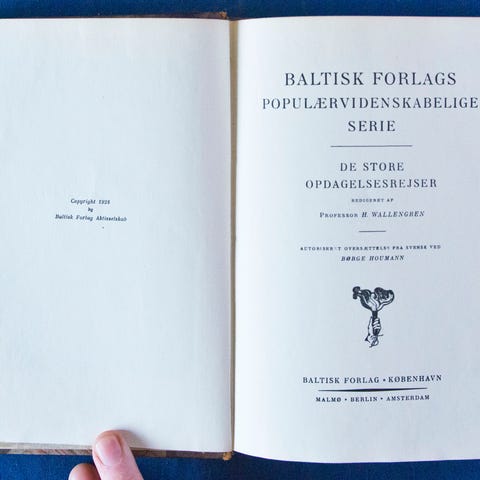 Copyright 1928
by
Baltisk Forlag Aktieselskab
BALTISK FORLAGS
POPULÆRVIDENSKABELIGE
SERIE
DE STORE
OPDAGELSESREJSER
REDIGERET AF
PROFESSOR H. WALLENGREN
AUTORISERET OVERSÆTTELSE FRA SVENSK VED
BØRGE HOUMANN
BALTISK FORLAG • KØBENHAVN
MALMØ • BERLIN • AMSTERDAM